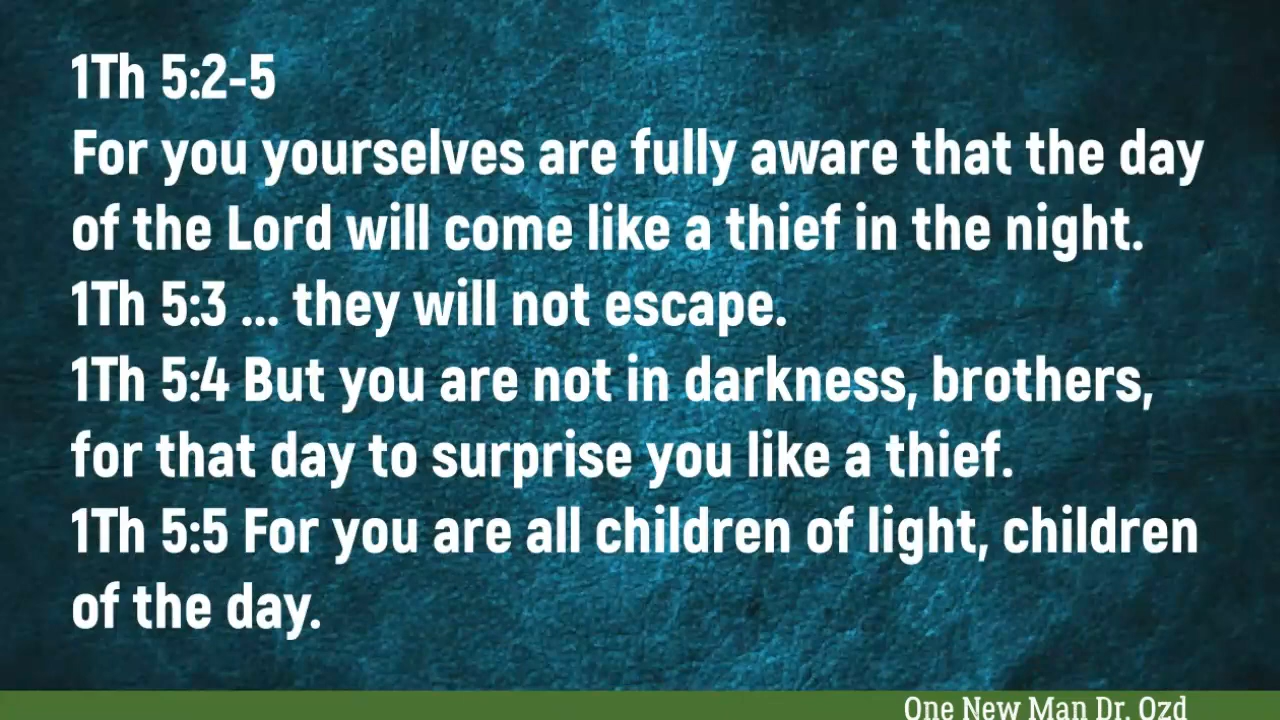 1Th 5:2-5
For you yourselves are fully aware that the day
of the Lord will come like a thief in the night.
1Th 5:3 ... they will not escape.
1Th 5:4 But you are not in darkness, brothers,
for that day to surprise you like a thief.
1Th 5:5 For you are all children of light, children
of the day.
One New Man Dr. Ozd